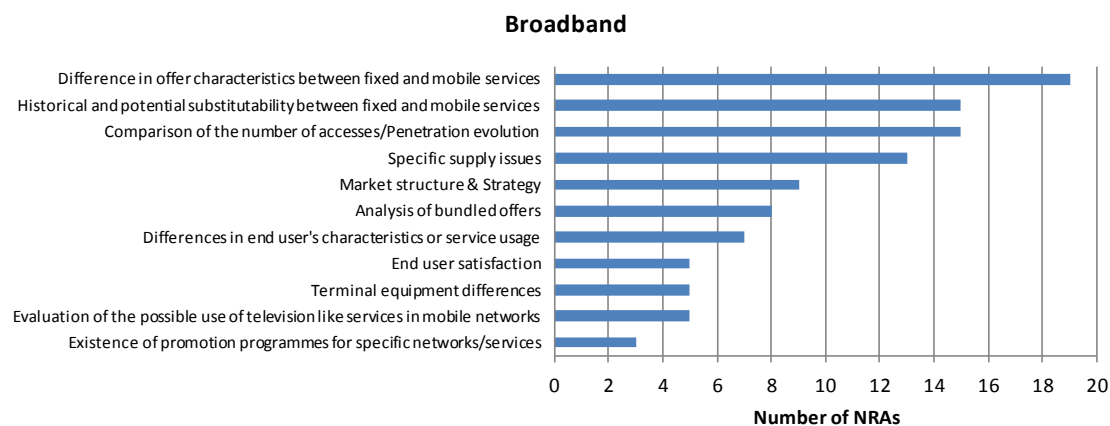 Broadband
Difference in offer characteristics between fixed and mobile services
Historical and potential substitutability between fixed and mobile services
Comparison of the number of accesses/Penetration evolution
Specific supply issues
Market structure & Strategy
Analysis of bundled offers
Differences in end user's characteristics or service usage
End user satisfaction
Terminal equipment differences
Evaluation of the possible use of television like services in mobile networks
Existence of promotion programmes for specific networks/services
0 2 4 6 8 10 12 14 16 18 20
Number of NRAs